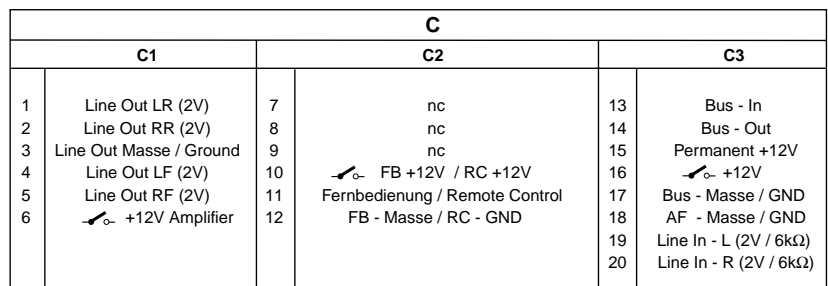 C
C1 C2 C3
1 Line Out LR (2V) 7 nc 13 Bus - In
2 Line Out RR (2V) 8 nc 14 Bus - Out
3 Line Out Masse / Ground 9 nc 15 Permanent +12V
4 Line Out LF (2V) 10 FB +12V / RC +12V 16 +12V
5 Line Out RF (2V) 11 Fernbedienung / Remote Control 17 Bus - Masse / GND
6 +12V Amplifier 12 FB - Masse / RC - GND 18 AF - Masse / GND
19 Line In - L (2V / 6kΩ)
20 Line In - R (2V / 6kΩ)